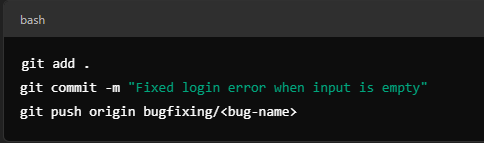 bash
git add .
git commit -m "Fixed login error when input is empty"
git push origin bugfixing/<bug-name>